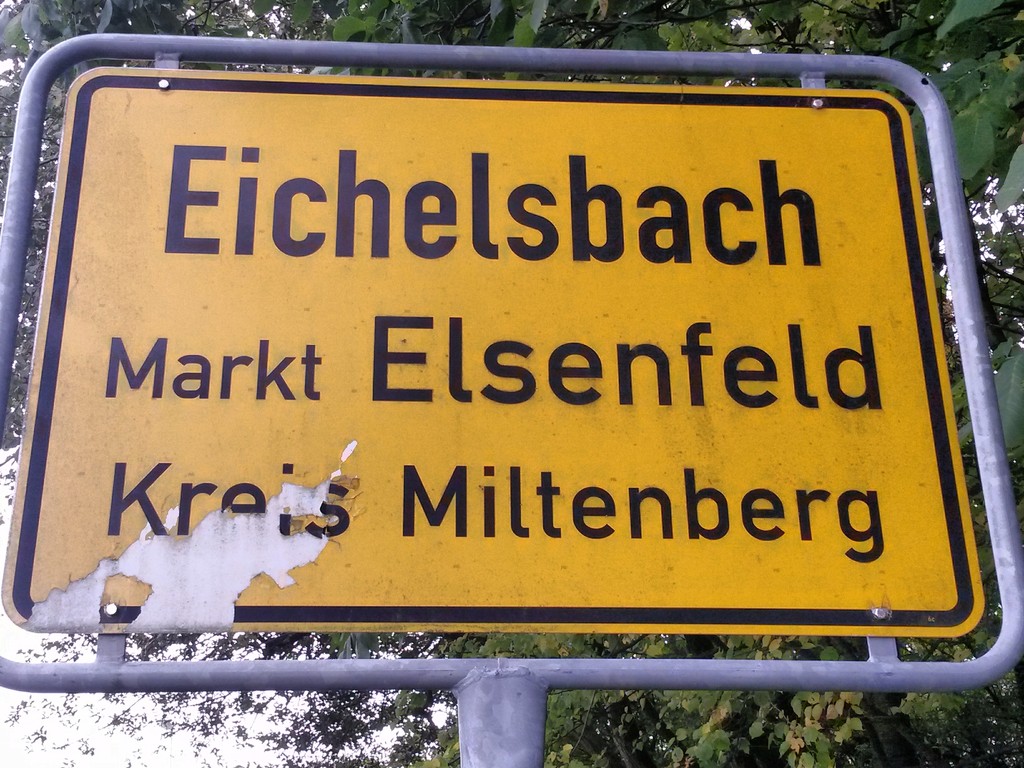 Eichelsbach
Markt Elsenfeld
Kreis Miltenberg